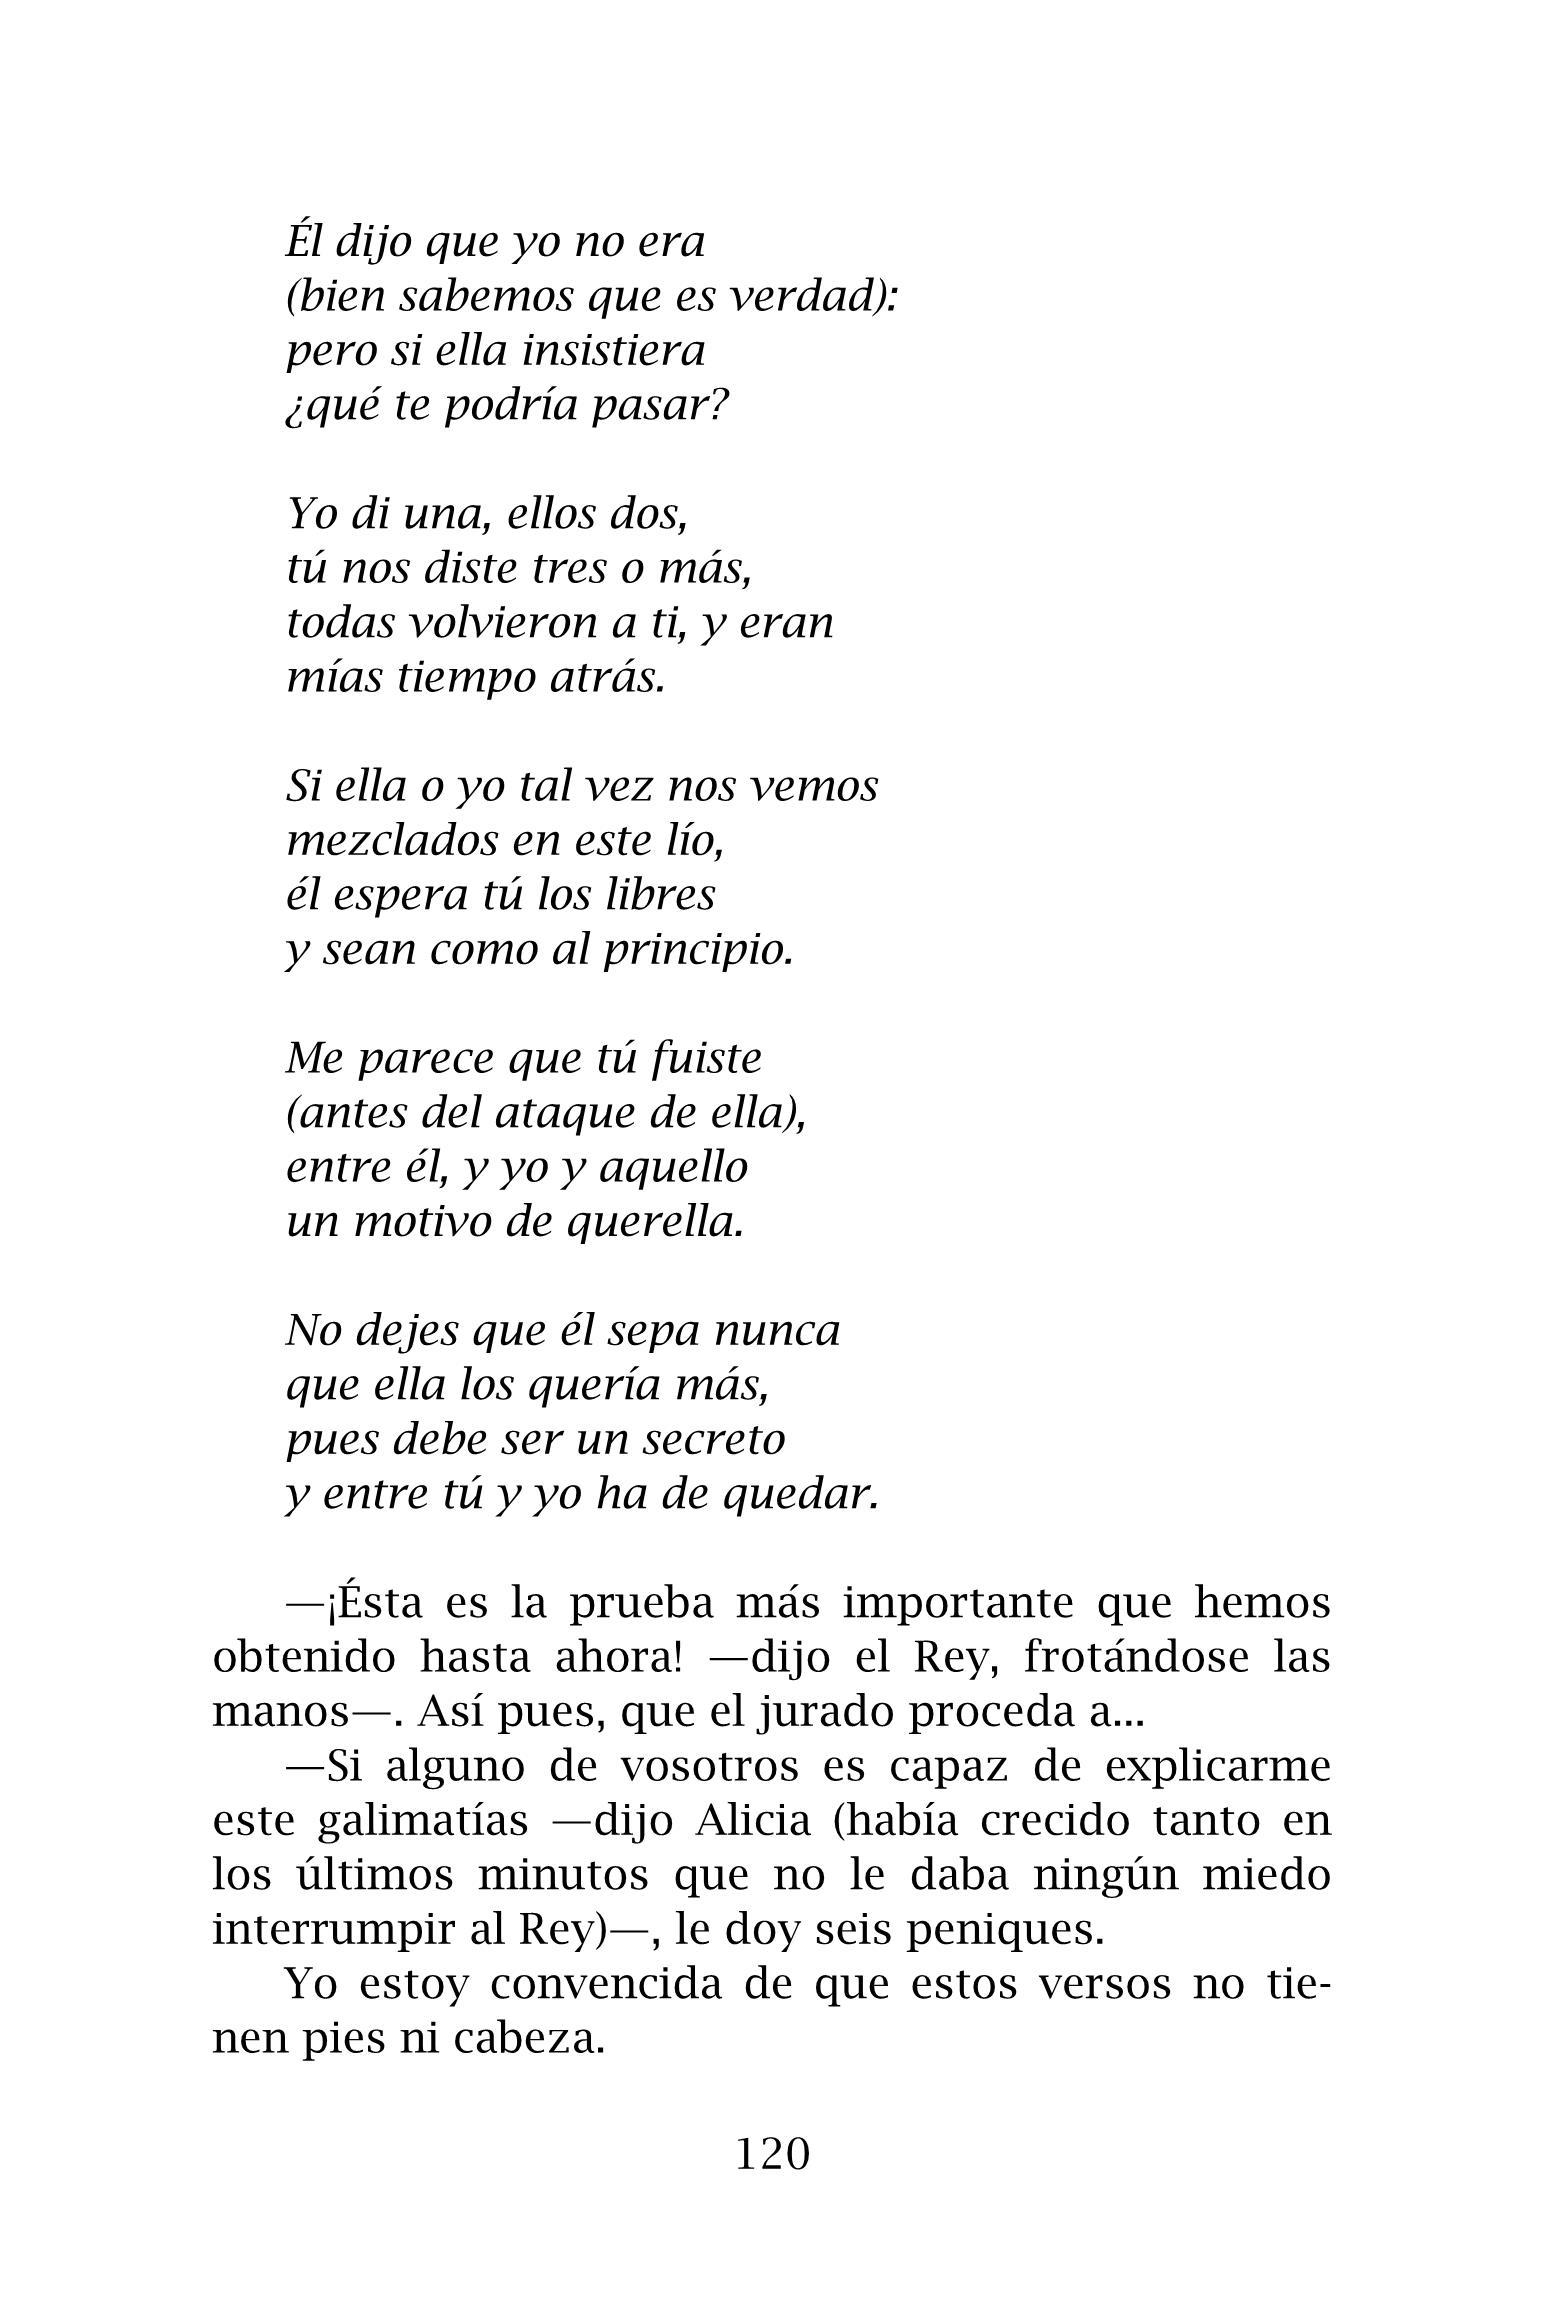 Él dijo que yo no era
(bien sabemos que es verdad):
pero si ella insistiera
¿qué te podría pasar?
Yo di una, ellos dos,
tú nos diste tres o más,
todas volvieron a ti, y eran
mías tiempo atrás.
Si ella o yo tal vez nos vemos
mezclados en este lío,
él espera tú los libres
y sean como al principio.
Me parece que tú fuiste
(antes del ataque de ella),
entre él, y yo y aquello
un motivo de querella.
No dejes que él sepa nunca
que ella los quería más,
pues debe ser un secreto
y entre tú y yo ha de quedar.
—¡Ésta es la prueba más importante que hemos
obtenido hasta ahora! —dijo el Rey, frotándose las
manos—. Así pues, que el jurado proceda a...
—Si alguno de vosotros es capaz de explicarme
este galimatías —dijo Alicia (había crecido tanto en
los últimos minutos que no le daba ningún miedo
interrumpir al Rey)—, le doy seis peniques.
Yo estoy convencida de que estos versos no tie-
nen pies ni cabeza.
120